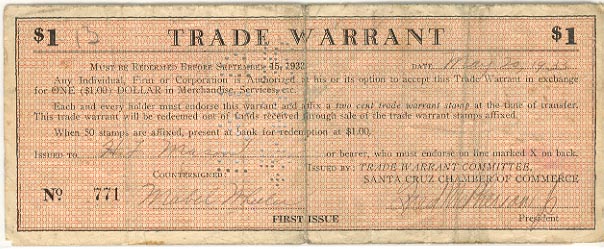 $1 13 TRADE WARRANT $1
MUST BE REDEEMED BEFORE SEPTEMBER 15, 1932 DATE May 20, 1932
Any Individual, Firm or Corporation is Authorized at his or its option to accept this Trade Warrant in exchange
for ONE ($1.00) DOLLAR in Merchandise, Services, etc.
Each and every holder must endorse this warrant and affix a two cent trade warrant stamp at the time of transfer.
This trade warrant will be redeemed out of funds received through sale of the trade warrant stamps affixed.
When 50 stamps are affixed, present at bank for redemption at $1.00.
ISSUED TO H. L. or bearer, who must endorse on line marked X on back.
ISSUED BY: TRADE WARRANT COMMITTEE,
COUNTERSIGNED: SANTA CRUZ CHAMBER OF COMMERCE
No 771 Mabel
President
FIRST ISSUE